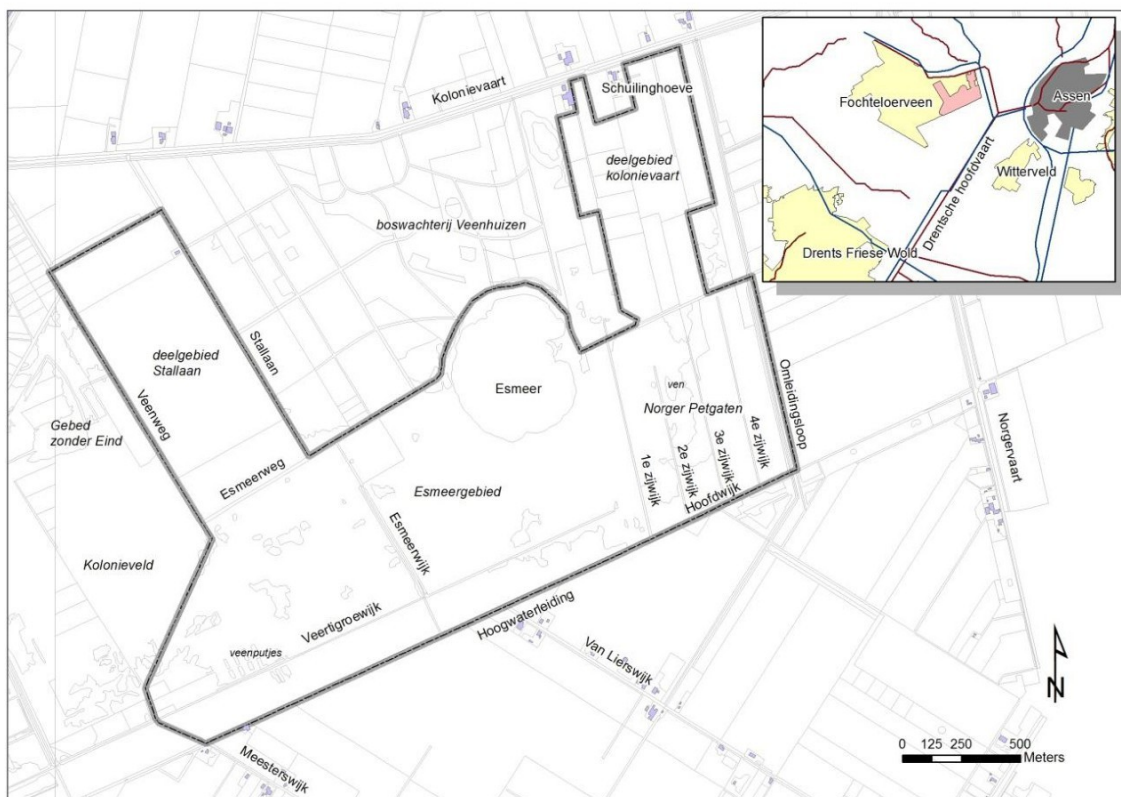 Kolonievaart
Schuilinghoeve
deelgebied
kolonievaart
boswachterij Veenhuizen
Fochteloerveen
Assen
Witterveld
Drentsche hoofdvaart
Drents Friese Wold
deelgebied
Stallaan
Stallaan
Veenweg
Gebed
zonder Eind
Esmeer
Esmeerweg
Esmeergebied
ven
Norger Petgaten
1e zijwijk
2e zijwijk
3e zijwijk
4e zijwijk
Hoofdwijk
Omleidingsloop
Norgervaart
Kolonieveld
Esmeerwijk
Veertigroewijk
veenputjes
Hoogwaterleiding
Van Lierswijk
Meesterswijk
N
0 125 250 500
Meters